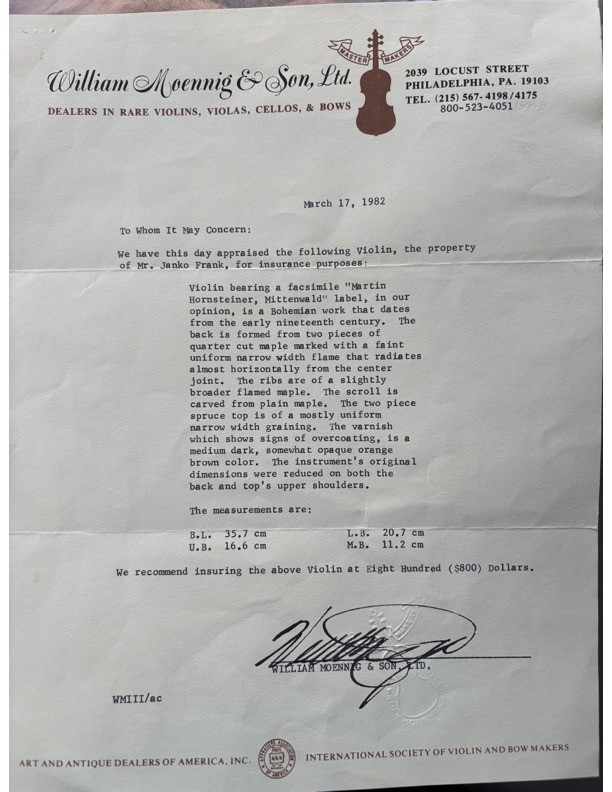 MASTER MAKERS
William Moennig & Son, Ltd.
DEALERS IN RARE VIOLINS, VIOLAS, CELLOS, & BOWS
2039 LOCUST STREET
PHILADELPHIA, PA. 19103
TEL. (215) 567-4198/4175
800-523-4051
March 17, 1982
To Whom It May Concern:
We have this day appraised the following Violin, the property
of Mr. Janko Frank, for insurance purposes:
Violin bearing a facsimile "Martin
Hornsteiner, Mittenwald" label, in our
opinion, is a Bohemian work that dates
from the early nineteenth century. The
back is formed from two pieces of
quarter cut maple marked with a faint
uniform narrow width flame that radiates
almost horizontally from the center
joint. The ribs are of a slightly
broader flamed maple. The scroll is
carved from plain maple. The two piece
spruce top is of a mostly uniform
narrow width graining. The varnish
which shows signs of overcoating, is a
medium dark, somewhat opaque orange
brown color. The instrument's original
dimensions were reduced on both the
back and top's upper shoulders.
The measurements are:
B.L. 35.7 cm L.B. 20.7 cm
U.B. 16.6 cm M.B. 11.2 cm
We recommend insuring the above Violin at Eight Hundred ($800) Dollars.
WILLIAM MOENNIG & SON, LTD.
WMIII/ac
ART AND ANTIQUE DEALERS OF AMERICA, INC. INTERNATIONAL SOCIETY OF VIOLIN AND BOW MAKERS